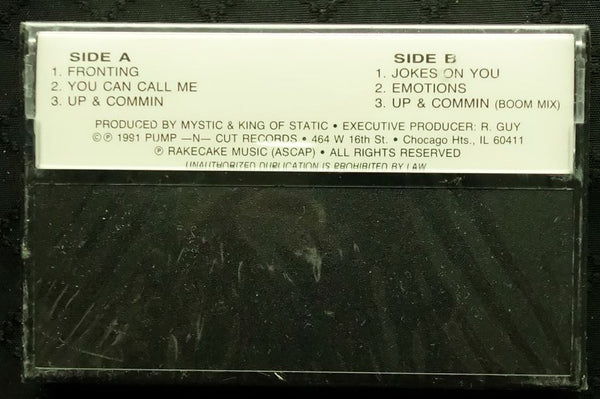 SIDE A
1. FRONTING
2. YOU CAN CALL ME
3. UP & COMMIN
SIDE B
1. JOKES ON YOU
2. EMOTIONS
3. UP & COMMIN (BOOM MIX)
PRODUCED BY MYSTIC & KING OF STATIC • EXECUTIVE PRODUCER: R. GUY
©℗ 1991 PUMP —N— CUT RECORDS • 464 W 16th St. • Chocago Hts., IL 60411
℗ RAKECAKE MUSIC (ASCAP) • ALL RIGHTS RESERVED
UNAUTHORIZED DUPLICATION IS PROHIBITED BY LAW